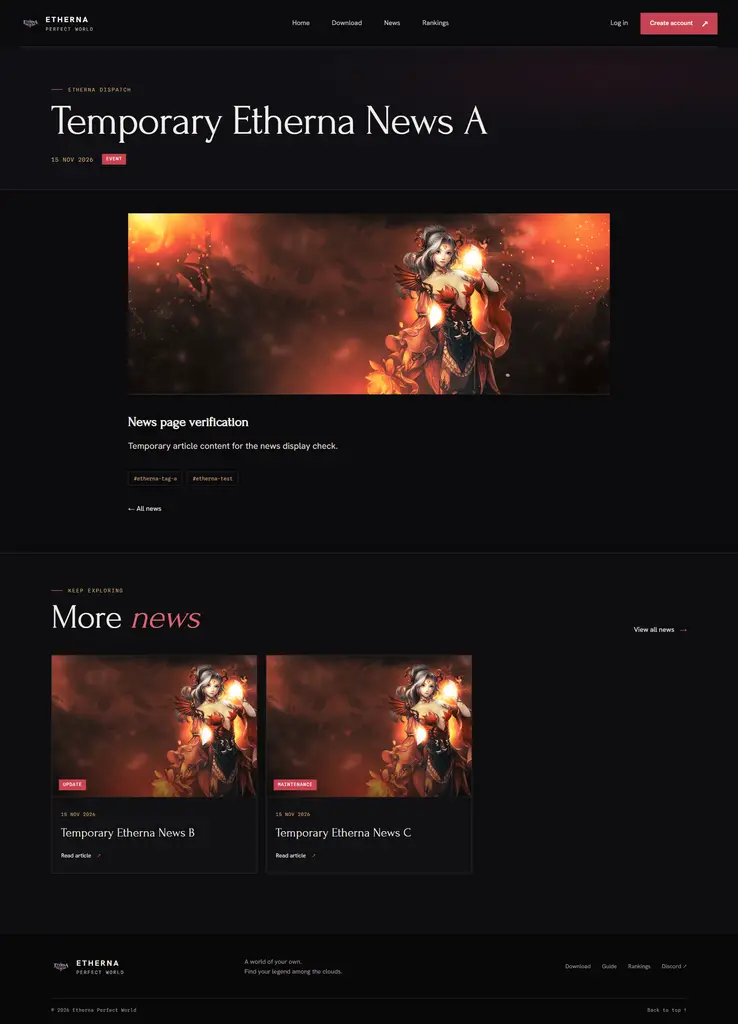 ETHERNA
PERFECT WORLD
Home Download News Rankings
Log in
Create account ↗
ETHERNA DISPATCH
Temporary Etherna News A
15 NOV 2026 EVENT
News page verification
Temporary article content for the news display check.
#etherna-tag-a #etherna-test
← All news
KEEP EXPLORING
More news
View all news →
UPDATE
15 NOV 2026
Temporary Etherna News B
Read article ↗
MAINTENANCE
15 NOV 2026
Temporary Etherna News C
Read article ↗
ETHERNA
PERFECT WORLD
A world of your own.
Find your legend among the clouds.
Download Guide Rankings Discord ↗
© 2026 Etherna Perfect World
Back to top ↑